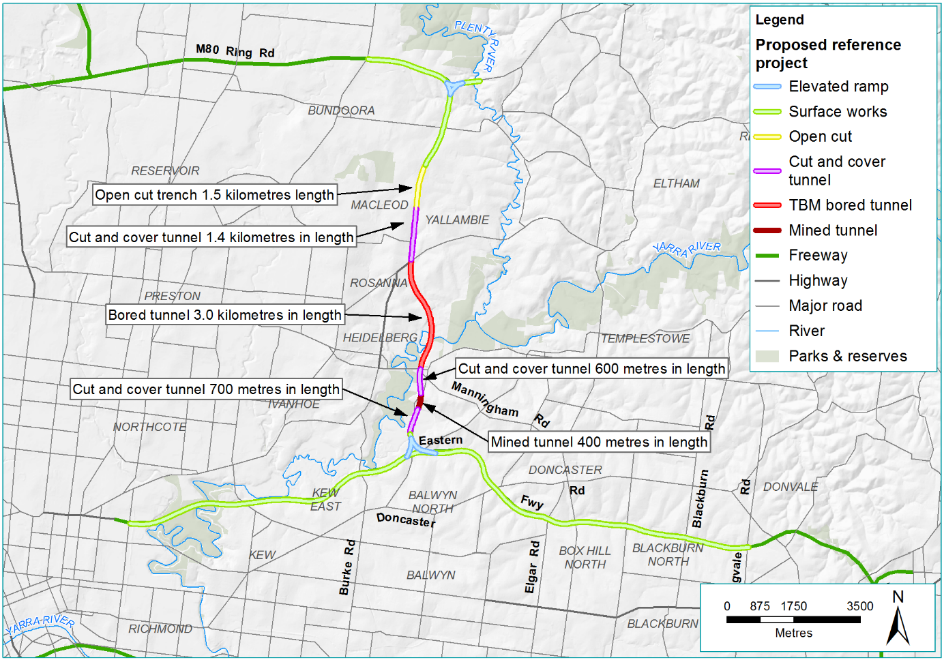 M80 Ring Rd
PLENTY RIVER
BUNDOORA
RESERVOIR
Open cut trench 1.5 kilometres length
MACLEOD
YALLAMBIE
ELTHAM
Cut and cover tunnel 1.4 kilometres in length
YARRA RIVER
ROSANNA
PRESTON
Bored tunnel 3.0 kilometres in length
HEIDELBERG
TEMPLESTOWE
Cut and cover tunnel 600 metres in length
Cut and cover tunnel 700 metres in length
Manningham Rd
IVANHOE
NORTHCOTE
Mined tunnel 400 metres in length
Eastern Fwy
DONCASTER
DONVALE
KEW
EAST
BALWYN
NORTH
Doncaster Rd
Blackburn Rd
gvale Rd
KEW
Burke Rd
BALWYN
Elgar Rd
BOX HILL
NORTH
BLACKBURN
NORTH
RICHMOND
YARRA RIVER
BLACKBURN
Legend
Proposed reference
project
Elevated ramp
Surface works
Open cut
Cut and cover
tunnel
TBM bored tunnel
Mined tunnel
Freeway
Highway
Major road
River
Parks & reserves
0 875 1750 3500
Metres
N